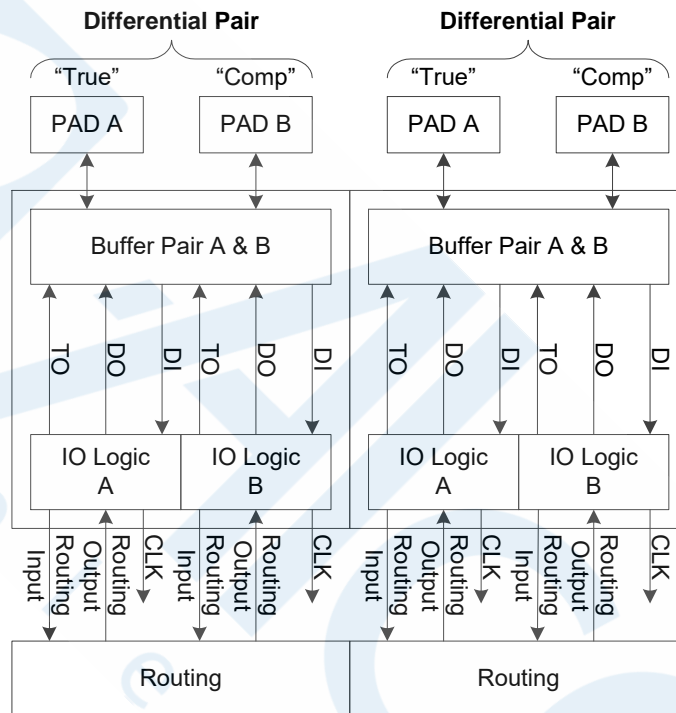 Differential Pair
Differential Pair
“True”
“Comp”
“True”
“Comp”
PAD A
PAD B
PAD A
PAD B
Buffer Pair A & B
Buffer Pair A & B
TO
DO
DI
TO
DO
DI
TO
DO
DI
TO
DO
DI
IO Logic
A
IO Logic
B
IO Logic
A
IO Logic
B
Routing
Input
Routing
Output
CLK
Routing
Input
Routing
Output
CLK
Routing
Input
Routing
Output
CLK
Routing
Input
Routing
Output
CLK
Routing
Routing